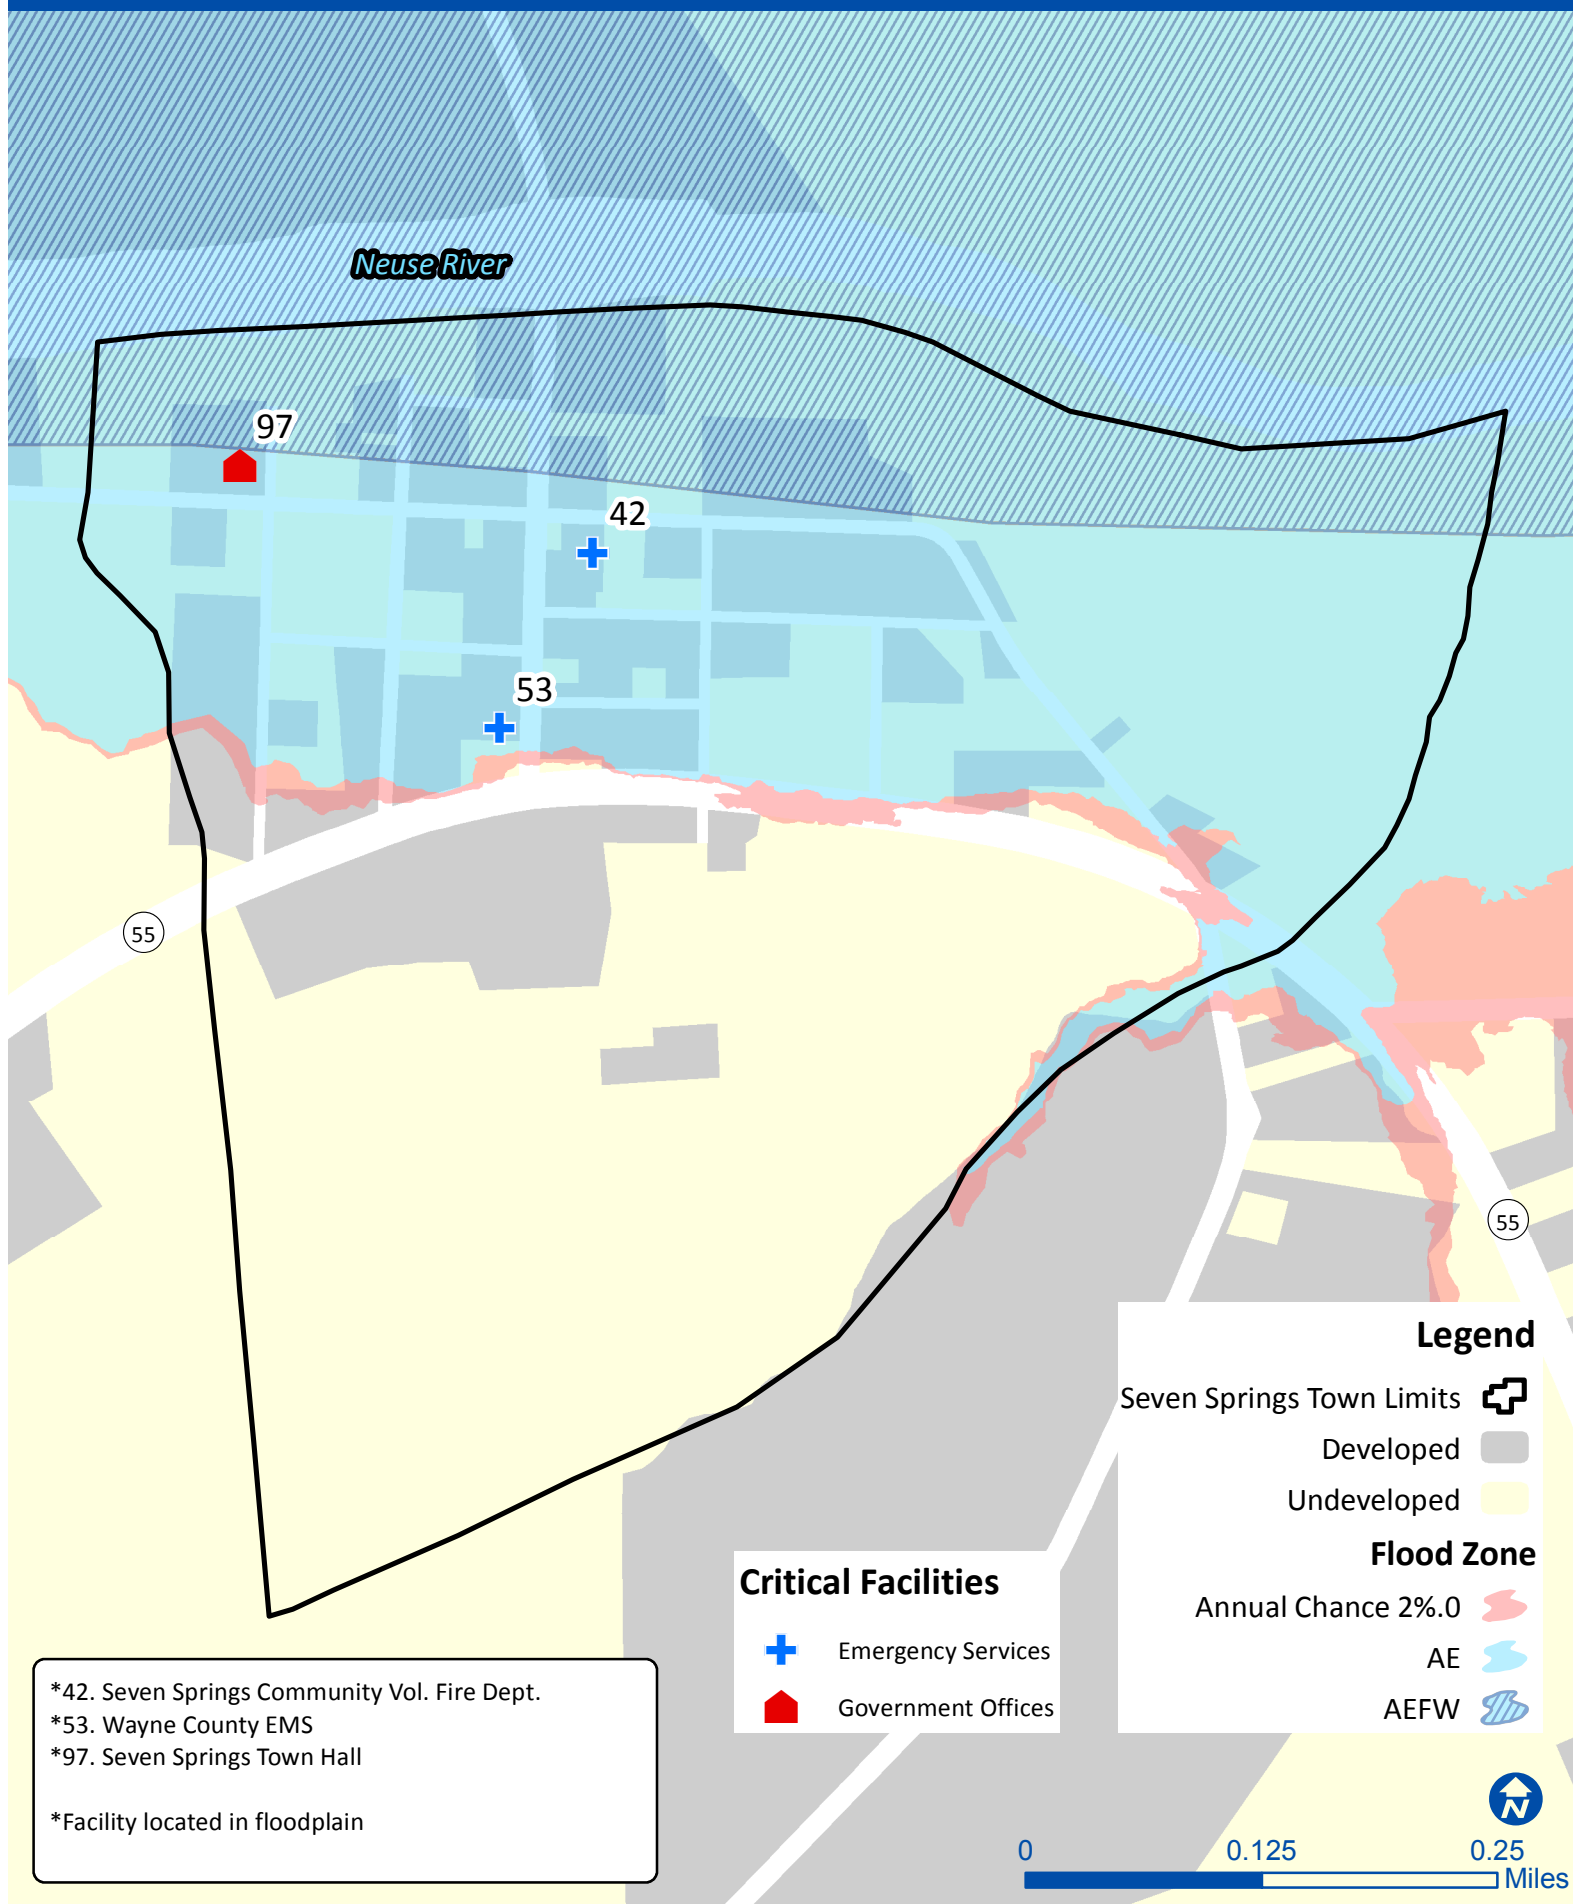 Neuse River
97
42
53
55
55
Legend
Seven Springs Town Limits
Developed
Undeveloped
Flood Zone
Annual Chance 2%.0
AE
AEFW
Critical Facilities
Emergency Services
Government Offices
*42. Seven Springs Community Vol. Fire Dept.
*53. Wayne County EMS
*97. Seven Springs Town Hall
*Facility located in floodplain
N
0 0.125 0.25
Miles